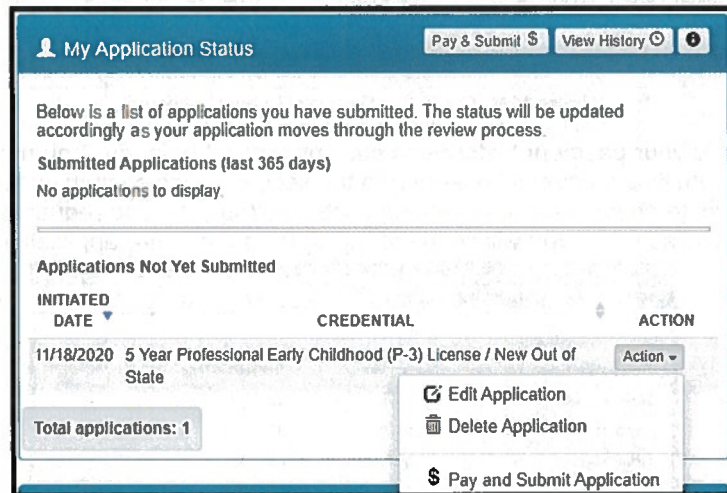 My Application Status
Pay & Submit $
View History
Below is a list of applications you have submitted. The status will be updated
accordingly as your application moves through the review process.
Submitted Applications (last 365 days)
No applications to display.
Applications Not Yet Submitted
INITIATED
DATE CREDENTIAL ACTION
11/18/2020 5 Year Professional Early Childhood (P-3) License / New Out of Action
State
Edit Application
Total applications: 1
Delete Application
$ Pay and Submit Application